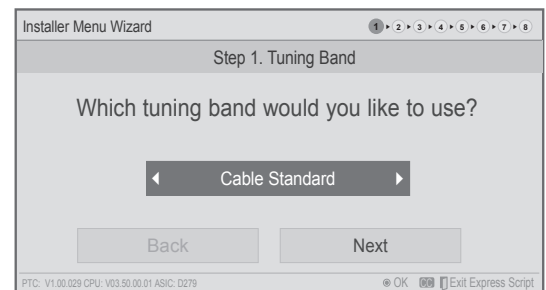 Installer Menu Wizard 1 2 3 4 5 6 7 8
Step 1. Tuning Band
Which tuning band would you like to use?
Cable Standard
Back Next
PTC: V1.00.029 CPU: V03.50.00.01 ASIC: D279 OK CC Exit Express Script